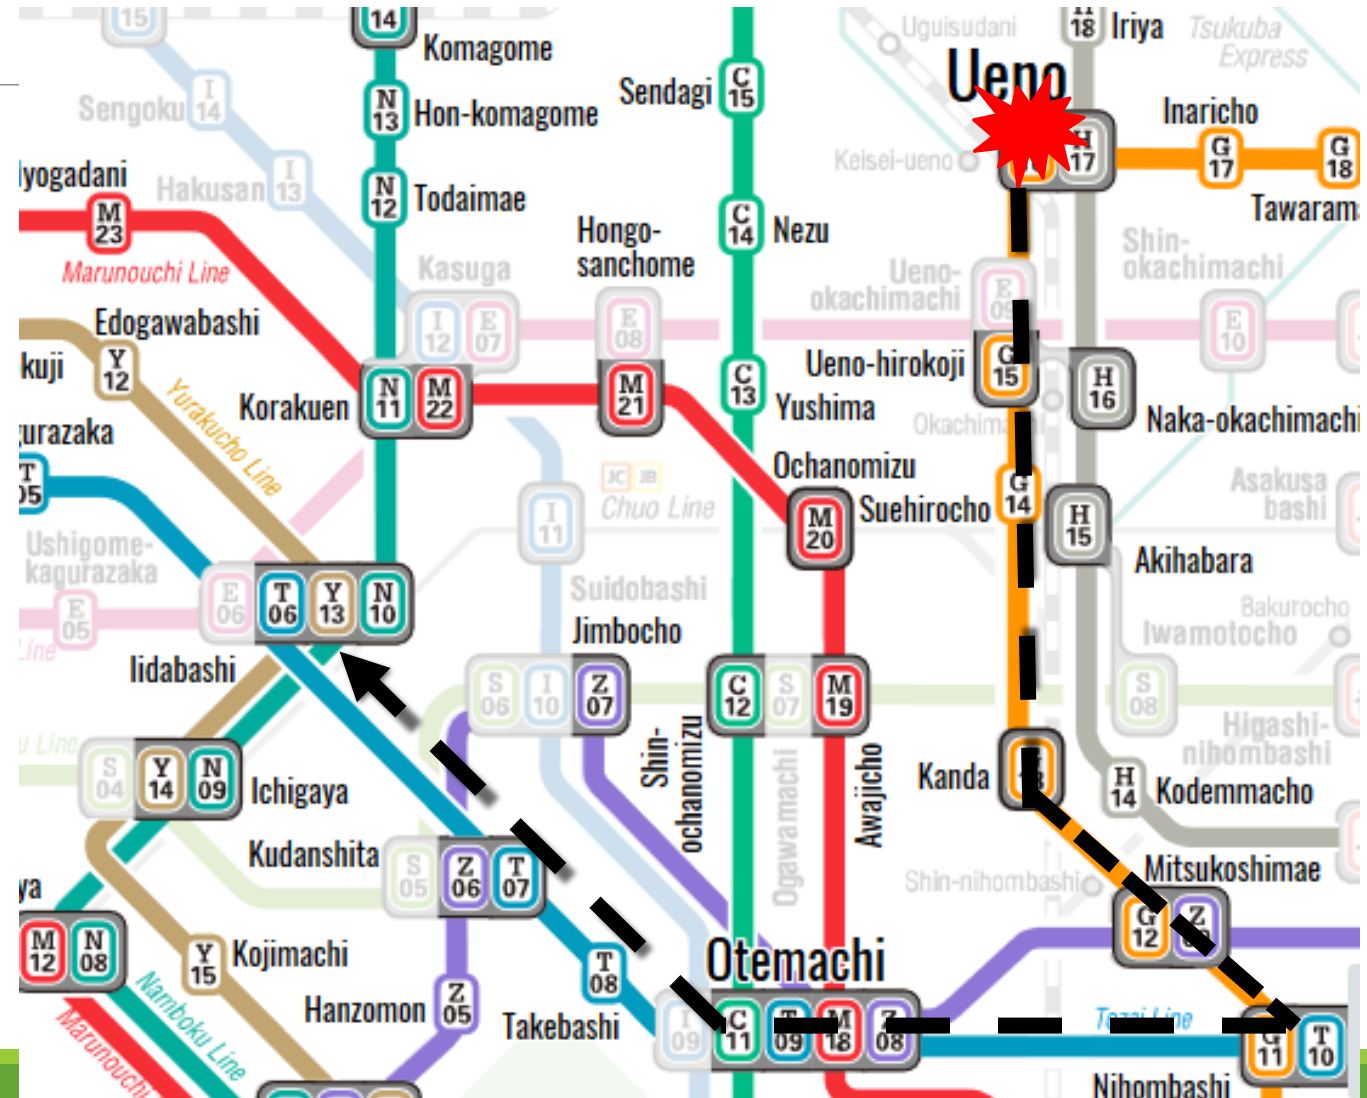 15
14
Komagome
Sendagi
C
15
Uguisudani
H
18
Iriya
Tsukuba
Express
Ueno
Sengoku
I
14
N
13
Hon-komagome
Inaricho
H
17
G
17
G
18
Keisei-ueno
yogadani
Hakusan
I
13
N
12
Todaimae
Tawaram
M
23
Marunouchi Line
Hongo-
sanchome
C
14
Nezu
Shin-
okachimachi
Kasuga
Ueno-
okachimachi
E
09
Edogawabashi
I
12
E
07
E
08
E
10
kuji
Y
12
Yurakucho Line
Korakuen
N
11
M
22
M
21
C
13
Yushima
Ueno-hirokoji
G
15
H
16
Naka-okachimachi
Okachima
gurazaka
T
05
Ochanomizu
JC JB
Chuo Line
I
11
M
20
Suehirocho
G
14
H
15
Asakusa
bashi
Akihabara
Ushigome-
kagurazaka
E
05
Line
E
06
T
06
Y
13
N
10
Suidobashi
Bakurocho
Iwamotocho
Iidabashi
Jimbocho
S
06
I
10
Z
07
C
12
S
07
M
19
S
08
Shin-
ochanomizu
Ogawamachi
Awajicho
Higashi-
nihombashi
u Line
S
04
Y
14
N
09
Ichigaya
Kanda
H
14
Kodemmacho
Kudanshita
S
05
Z
06
T
07
Shin-nihombashi
Mitsukoshimae
G
12
Z
ya
M
12
N
08
Y
15
Kojimachi
Namboku Line
Marunouchi
Hanzomon
Z
05
T
08
Takebashi
Otemachi
I
09
C
11
T
09
M
18
Z
08
Tozai Line
G
11
T
10
Nihombashi